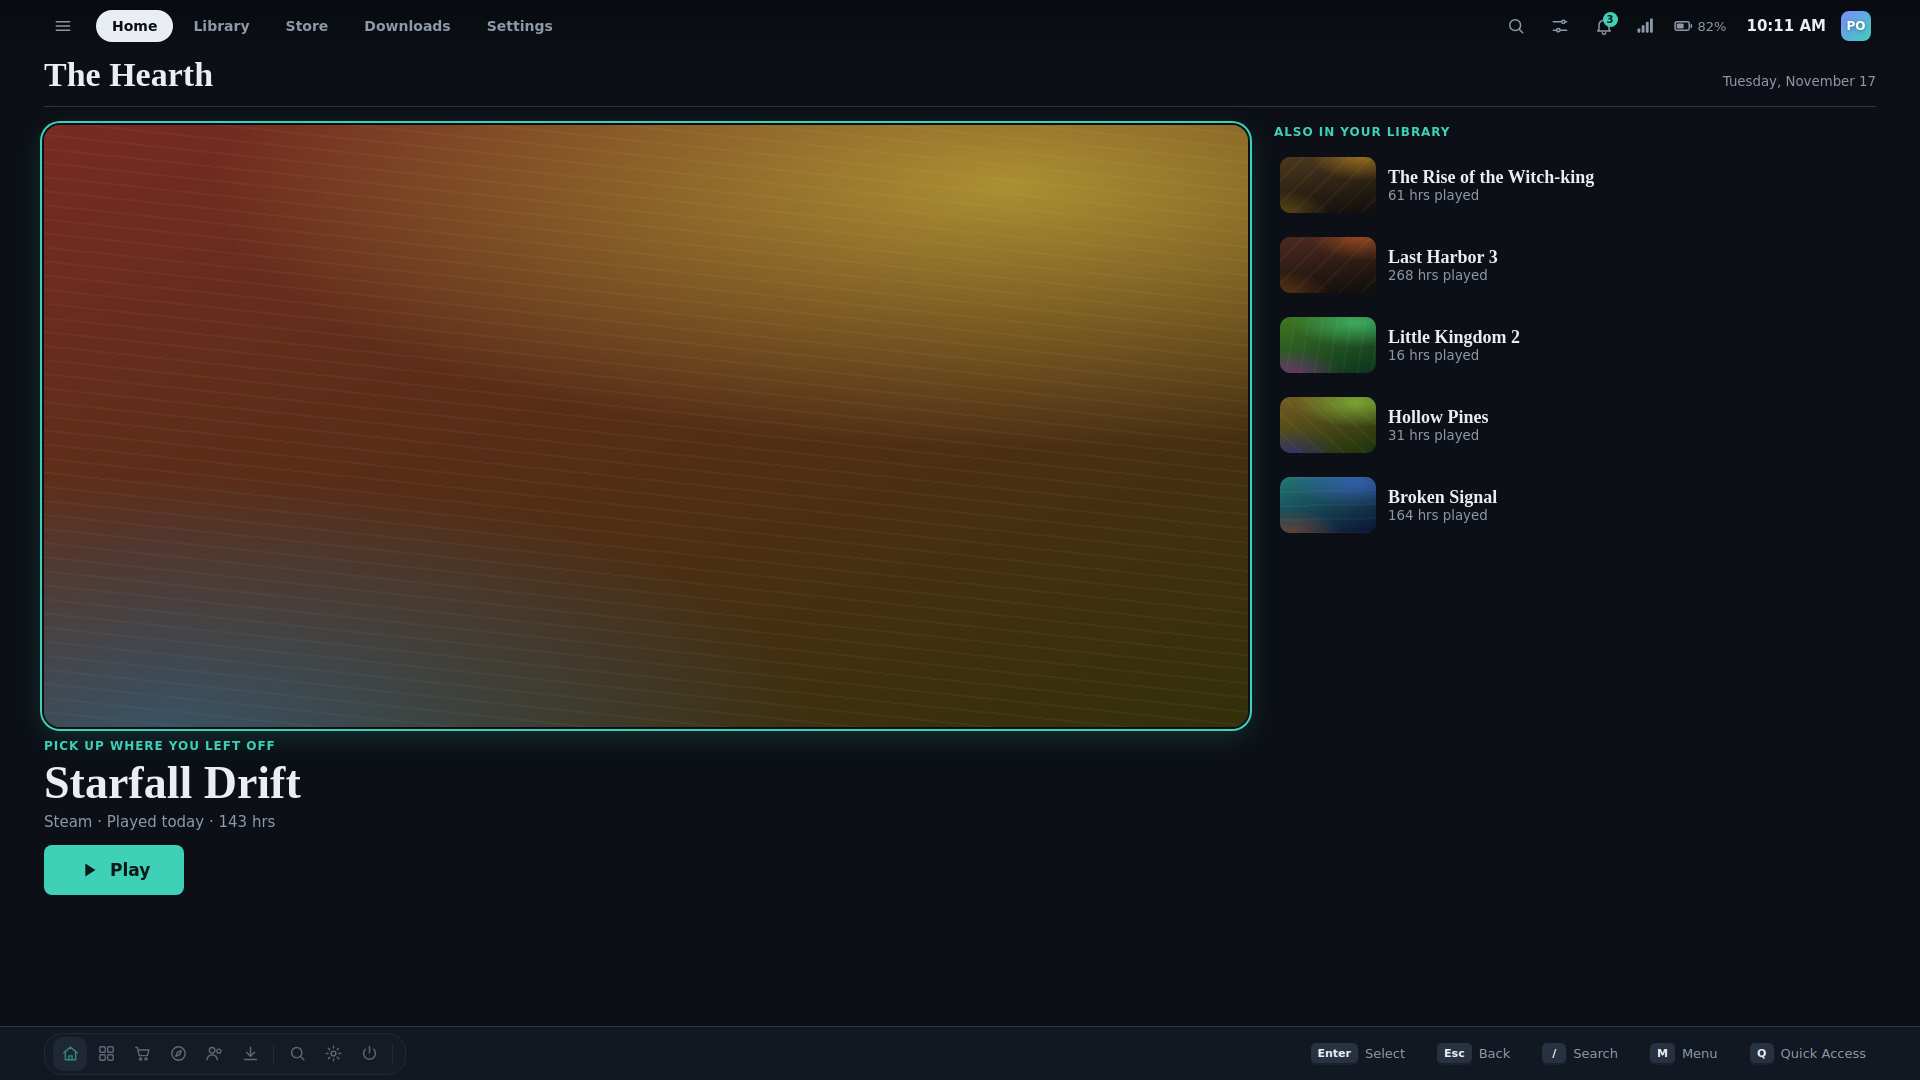 Home
Library
Store
Downloads
Settings
3
82%
10:11 AM
PO
The Hearth
Tuesday, November 17
ALSO IN YOUR LIBRARY
The Rise of the Witch-king
61 hrs played
Last Harbor 3
268 hrs played
Little Kingdom 2
16 hrs played
Hollow Pines
31 hrs played
Broken Signal
164 hrs played
PICK UP WHERE YOU LEFT OFF
Starfall Drift
Steam · Played today · 143 hrs
Play
Enter Select
Esc Back
/ Search
M Menu
Q Quick Access